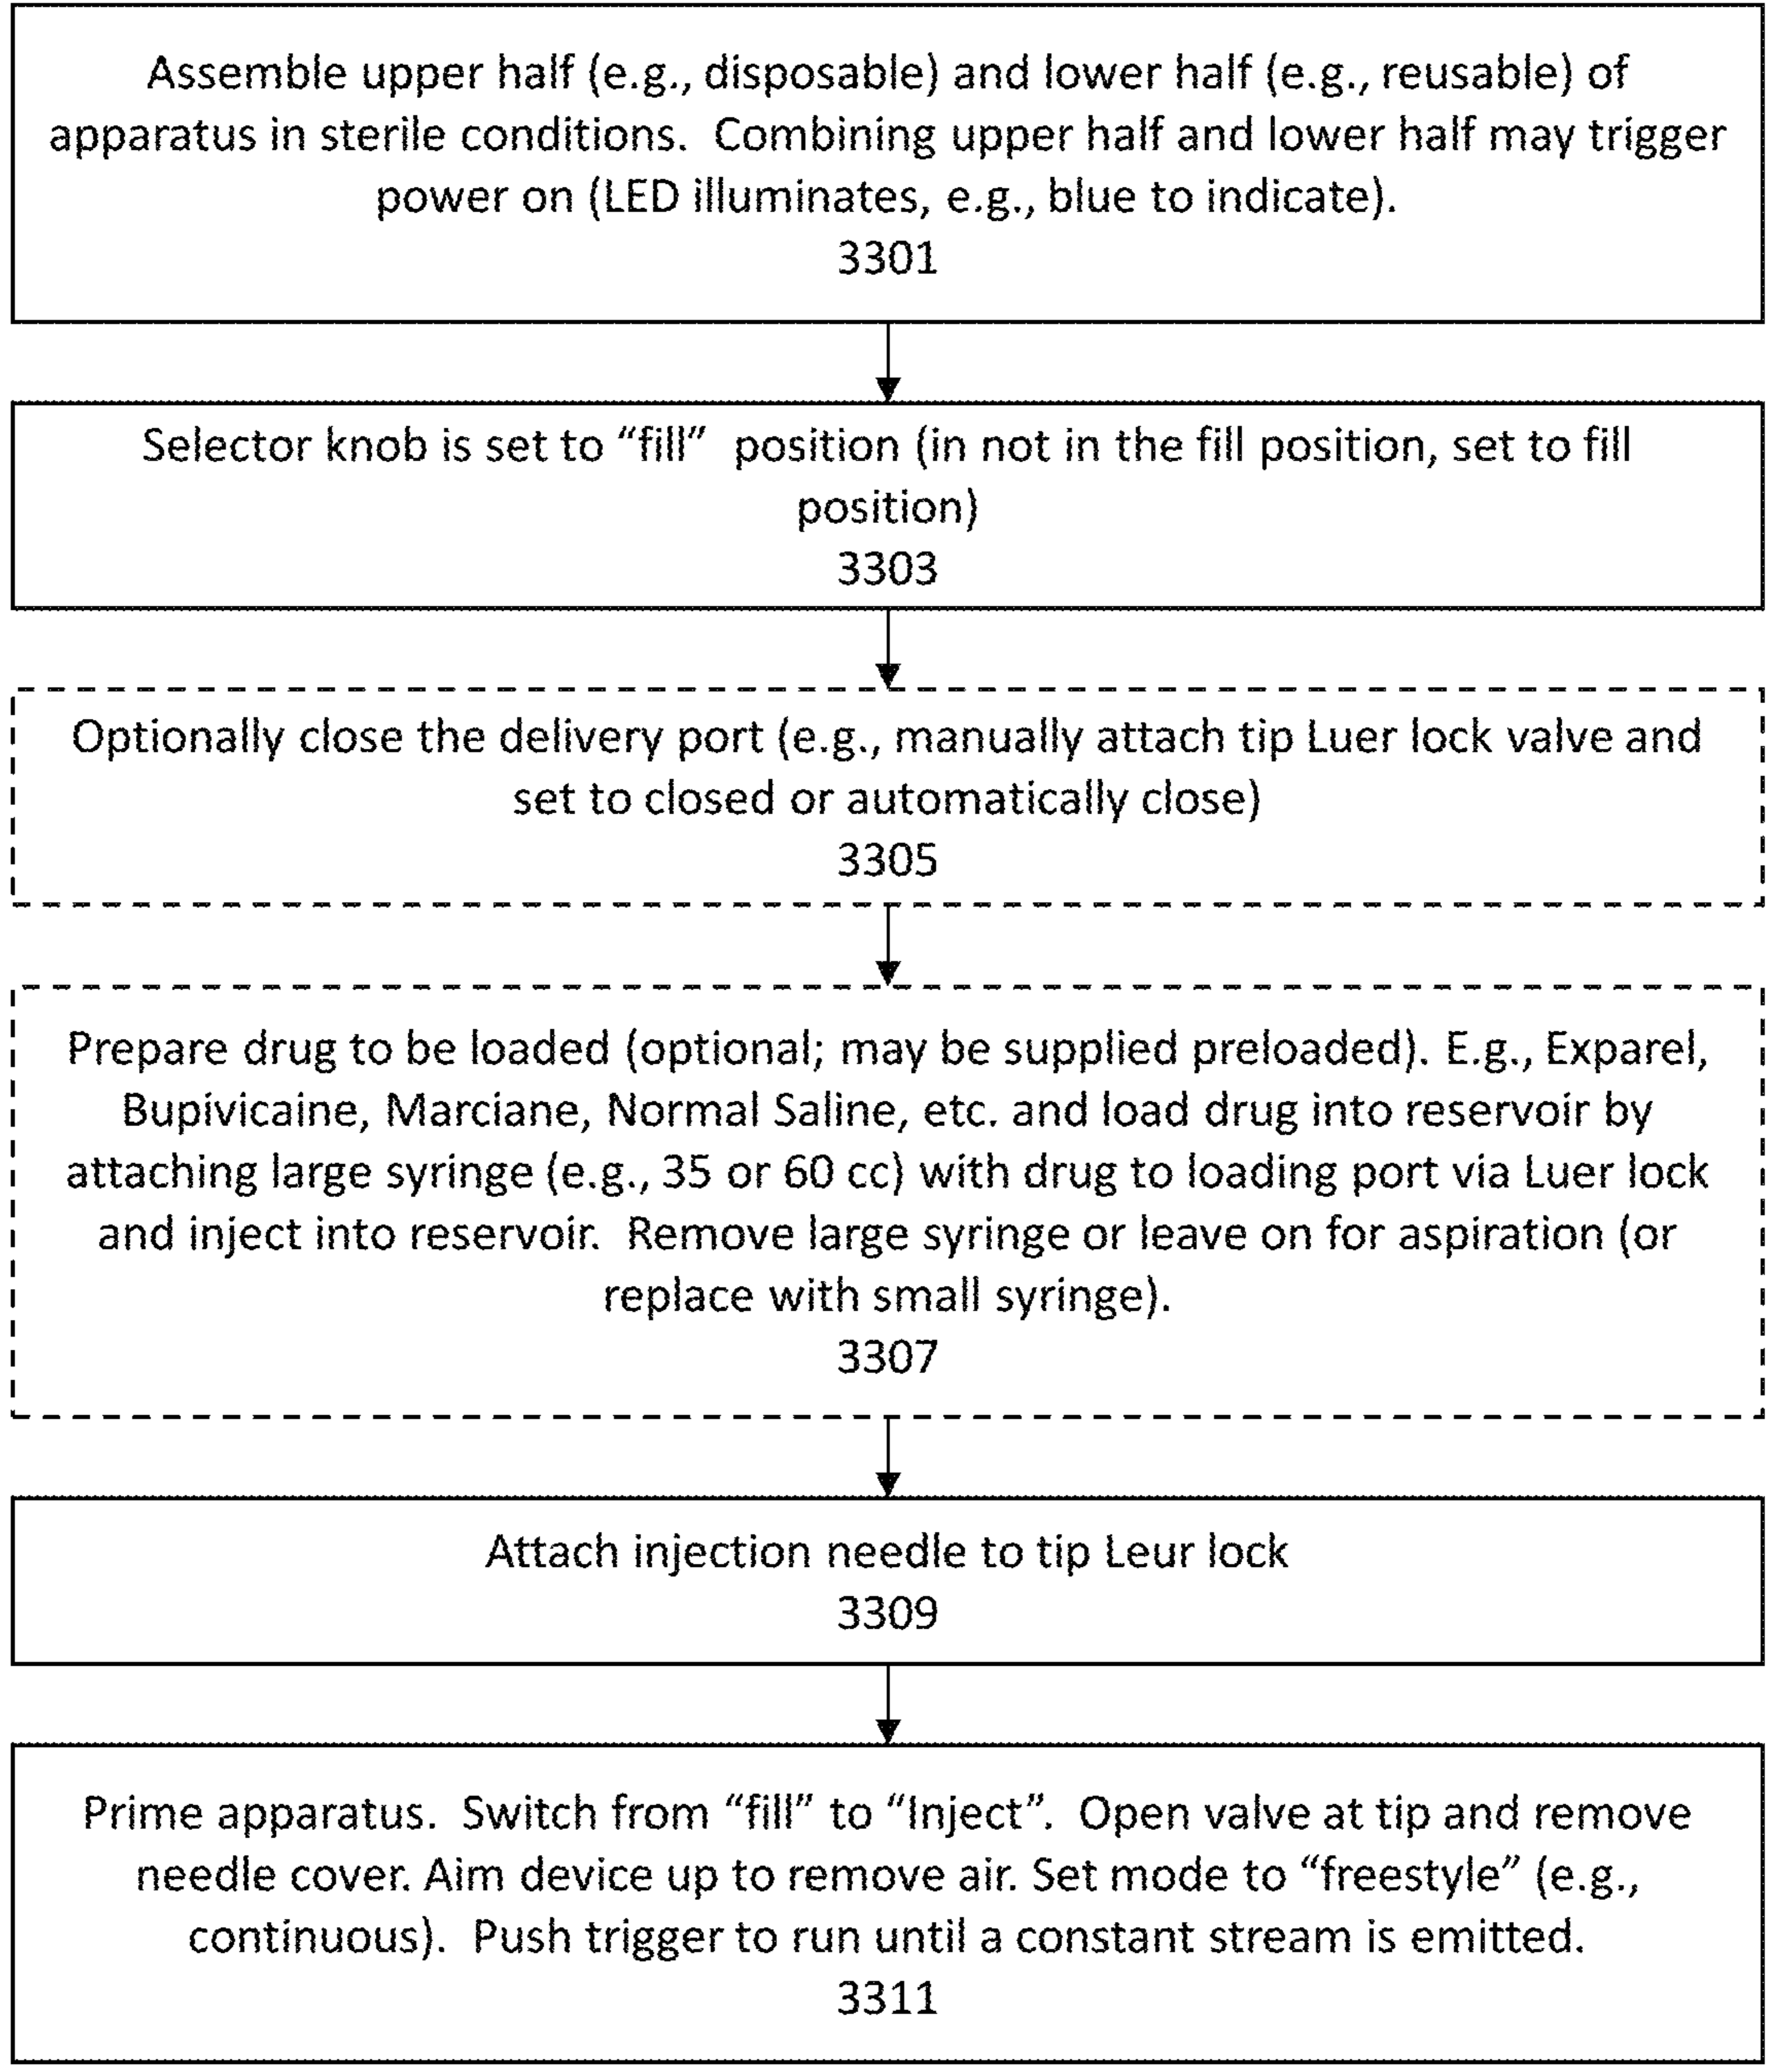 Assemble upper half (e.g., disposable) and lower half (e.g., reusable) of
apparatus in sterile conditions.  Combining upper half and lower half may trigger
power on (LED illuminates, e.g., blue to indicate).
3301
Selector knob is set to “fill”  position (in not in the fill position, set to fill
position)
3303
Optionally close the delivery port (e.g., manually attach tip Luer lock valve and
set to closed or automatically close)
3305
Prepare drug to be loaded (optional; may be supplied preloaded). E.g., Exparel,
Bupivicaine, Marciane, Normal Saline, etc. and load drug into reservoir by
attaching large syringe (e.g., 35 or 60 cc) with drug to loading port via Luer lock
and inject into reservoir.  Remove large syringe or leave on for aspiration (or
replace with small syringe).
3307
Attach injection needle to tip Leur lock
3309
Prime apparatus.  Switch from “fill” to “Inject”.  Open valve at tip and remove
needle cover. Aim device up to remove air. Set mode to “freestyle” (e.g.,
continuous).  Push trigger to run until a constant stream is emitted.
3311